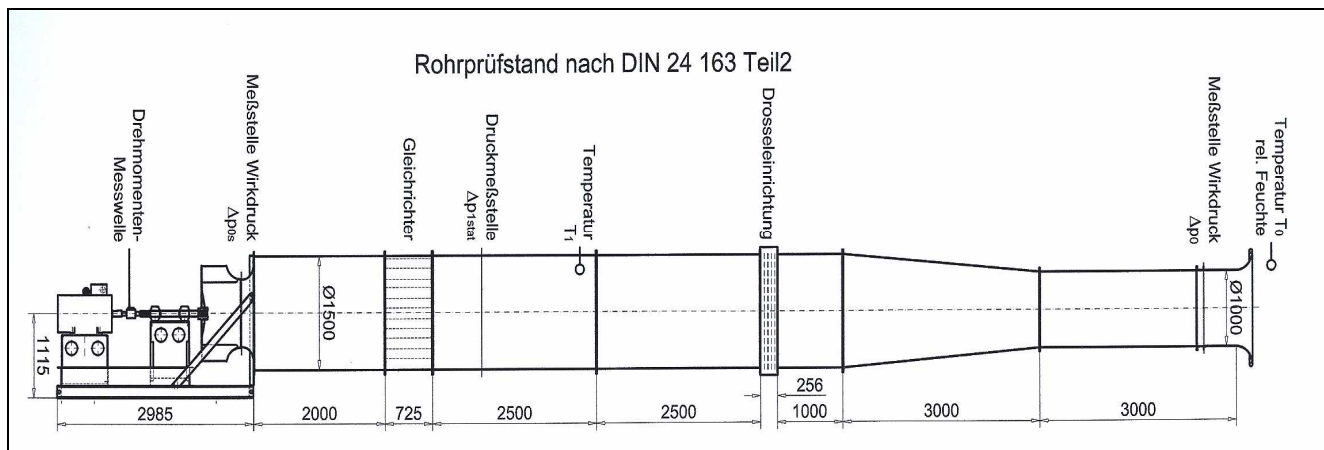 Rohrprüfstand nach DIN 24 163 Teil2
Drehmomenten-
Messwelle
Meßstelle Wirkdruck
Δp0s
Gleichrichter
Druckmeßstelle
Δp1stat
Temperatur
T1
Drosseleinrichtung
Meßstelle Wirkdruck
Δp0
Temperatur T0
rel. Feuchte
1115
Ø1500
Ø1000
256
2985
2000
725
2500
2500
1000
3000
3000